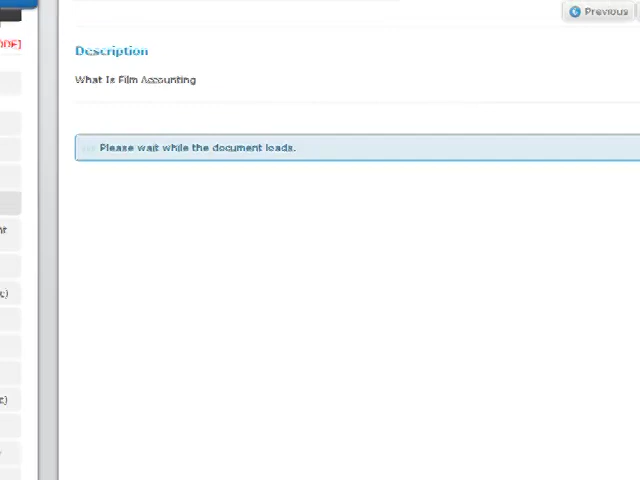 Previous
Description
What Is Film Accounting
Please wait while the document loads.